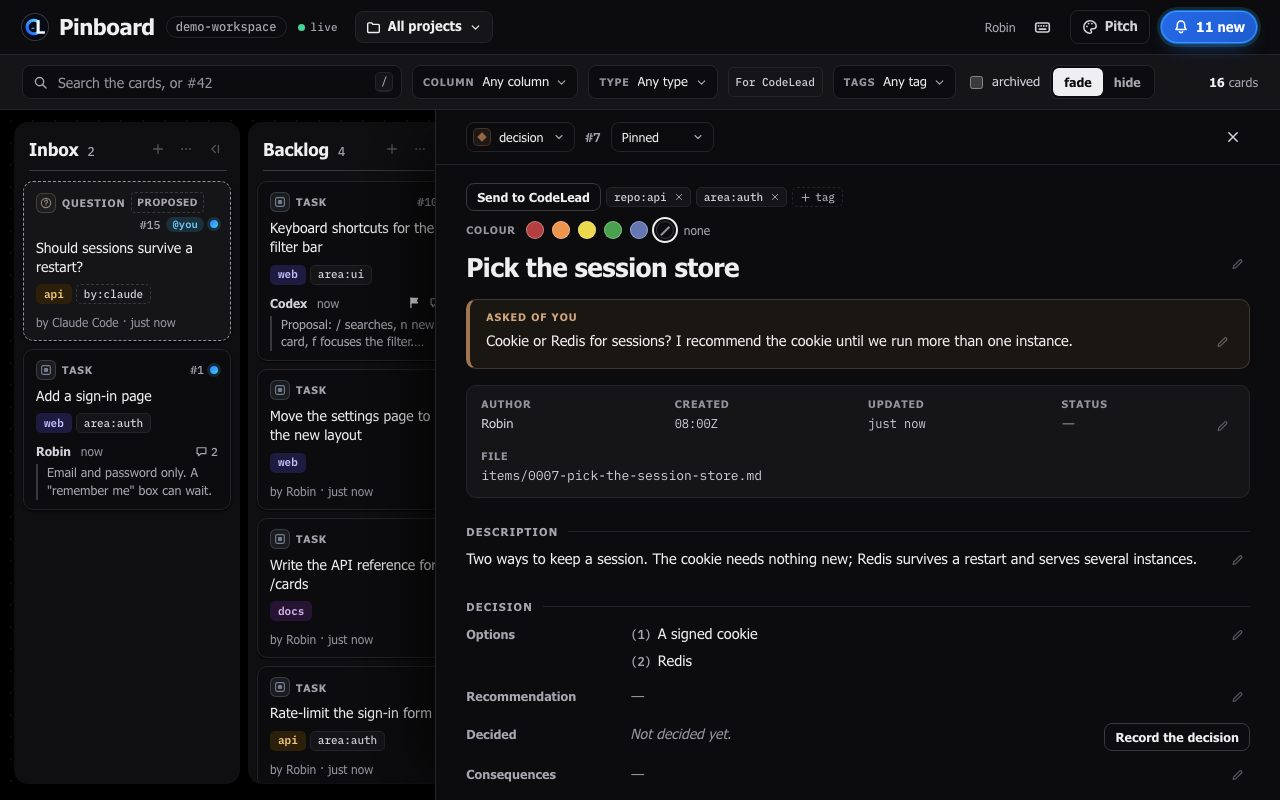 Pinboard demo-workspace live All projects Robin Pitch 11 new
Search the cards, or #42 / COLUMN Any column TYPE Any type For CodeLead TAGS Any tag archived fade hide 16 cards
Inbox 2
QUESTION PROPOSED
#15 @you
Should sessions survive a
restart?
api by:claude
by Claude Code · just now
TASK #1
Add a sign-in page
web area:auth
Robin now 2
Email and password only. A
"remember me" box can wait.
Backlog 4
TASK
Keyboard shortcuts for the
filter bar
web area:ui
Codex now
Proposal: / searches, n new
card, f focuses the filter.…
TASK
Move the settings page to
the new layout
web
by Robin · just now
TASK
Write the API reference for
/cards
docs
by Robin · just now
TASK
Rate-limit the sign-in form
api area:auth
by Robin · just now
decision #7 Pinned
Send to CodeLead repo:api area:auth + tag
COLOUR none
Pick the session store
ASKED OF YOU
Cookie or Redis for sessions? I recommend the cookie until we run more than one instance.
AUTHOR CREATED UPDATED STATUS
Robin 08:00Z just now —
FILE
items/0007-pick-the-session-store.md
DESCRIPTION
Two ways to keep a session. The cookie needs nothing new; Redis survives a restart and serves several instances.
DECISION
Options (1) A signed cookie
(2) Redis
Recommendation —
Decided Not decided yet. Record the decision
Consequences —